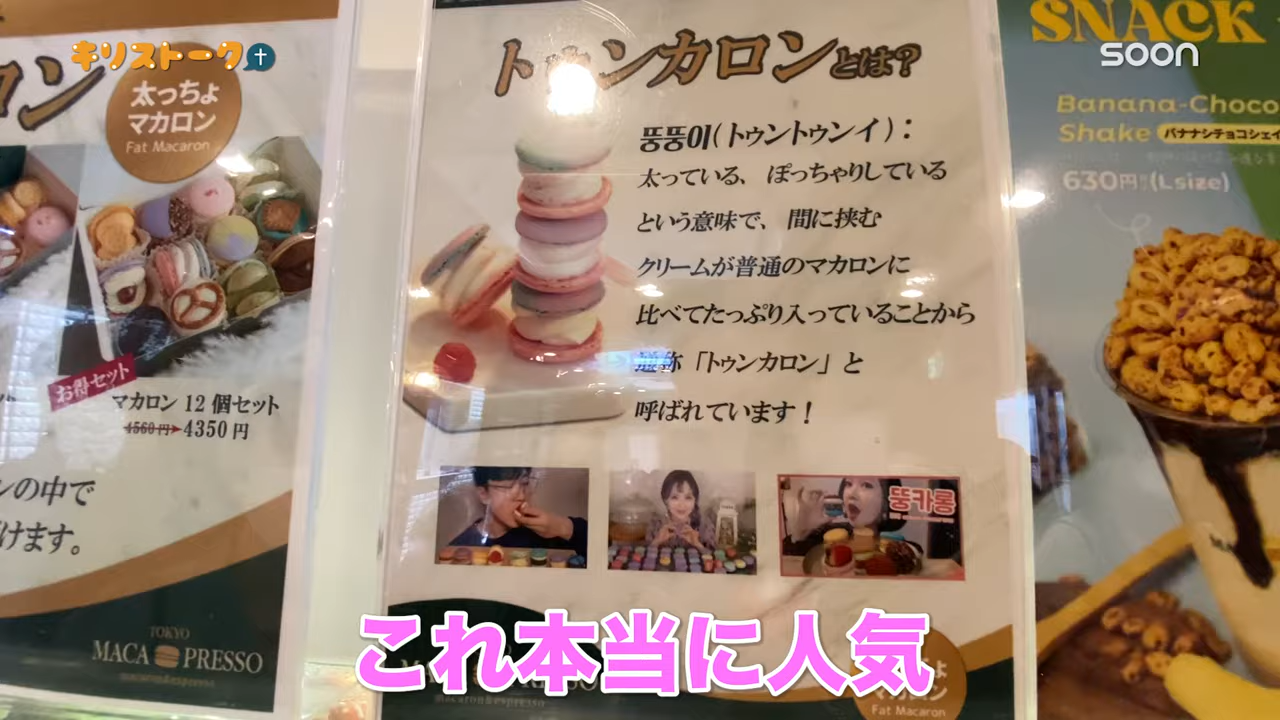 キリストーク
soon
ロン
太っちょ
マカロン
Fat Macaron
お得セット
マカロン 12個セット
4560円➤4350円
ンの中で
けます。
TOKYO
MACA PRESSO
macaron&espresso
トゥンカロンとは?
뚱뚱이(トゥントゥンイ):
太っている、ぽっちゃりしている
という意味で、間に挟む
クリームが普通のマカロンに
比べてたっぷり入っていることから
通称「トゥンカロン」と
呼ばれています!
뚱카롱
macaron&espresso
Fat Macaron
SNACK
Banana-Choco
Shake バナナシチョコシェイ
630円(Lsize)
これ本当に人気